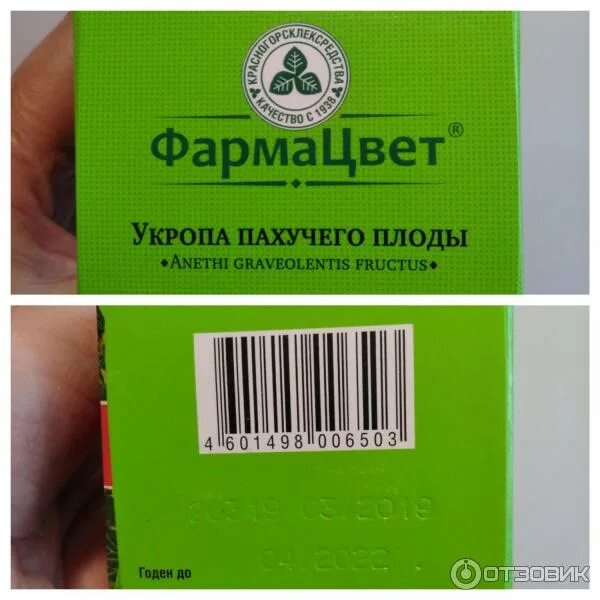 КРАСНОГОРСКЛЕКСРЕДСТВА
КАЧЕСТВО С 1938
ФармаЦвет®
УКРОПА ПАХУЧЕГО ПЛОДЫ
ANETHI GRAVEOLENTIS FRUCTUS
4 601498 006503
20319 03.2019
04.2022
Годен до
ОТЗОВИК